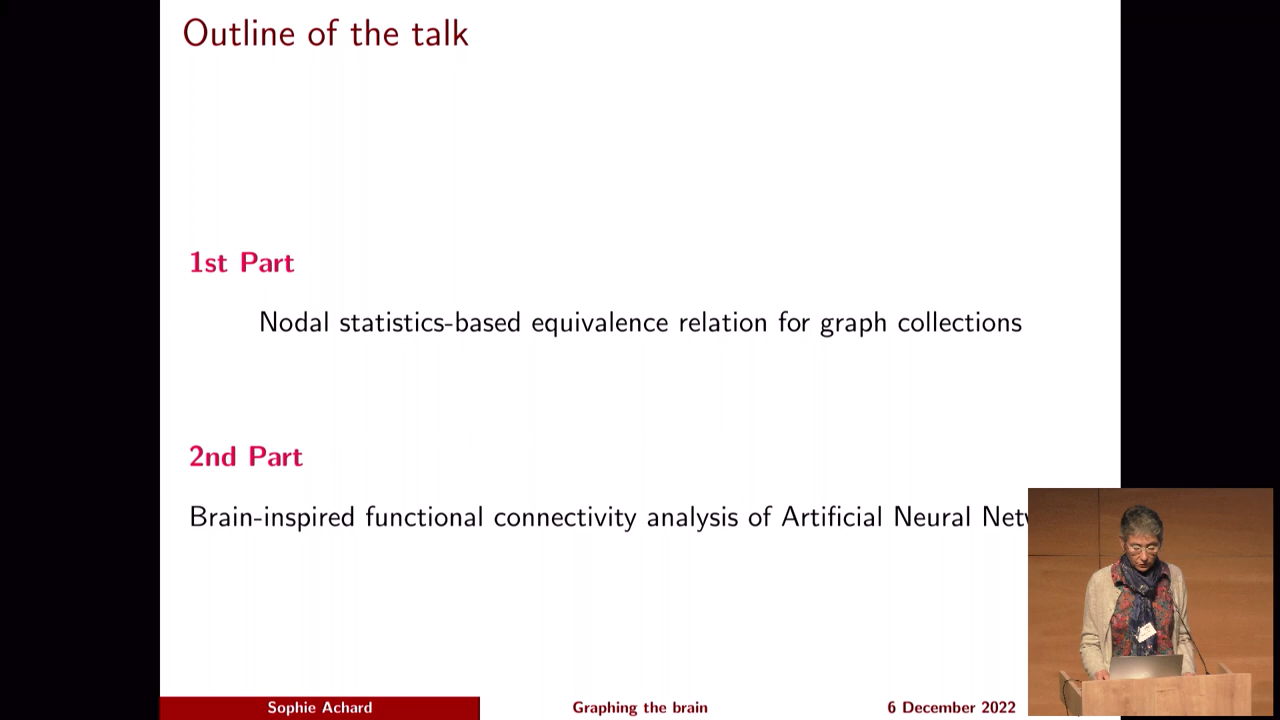 Outline of the talk
1st Part
Nodal statistics-based equivalence relation for graph collections
2nd Part
Brain-inspired functional connectivity analysis of Artificial Neural
Sophie Achard
Graphing the brain
6 December 2022